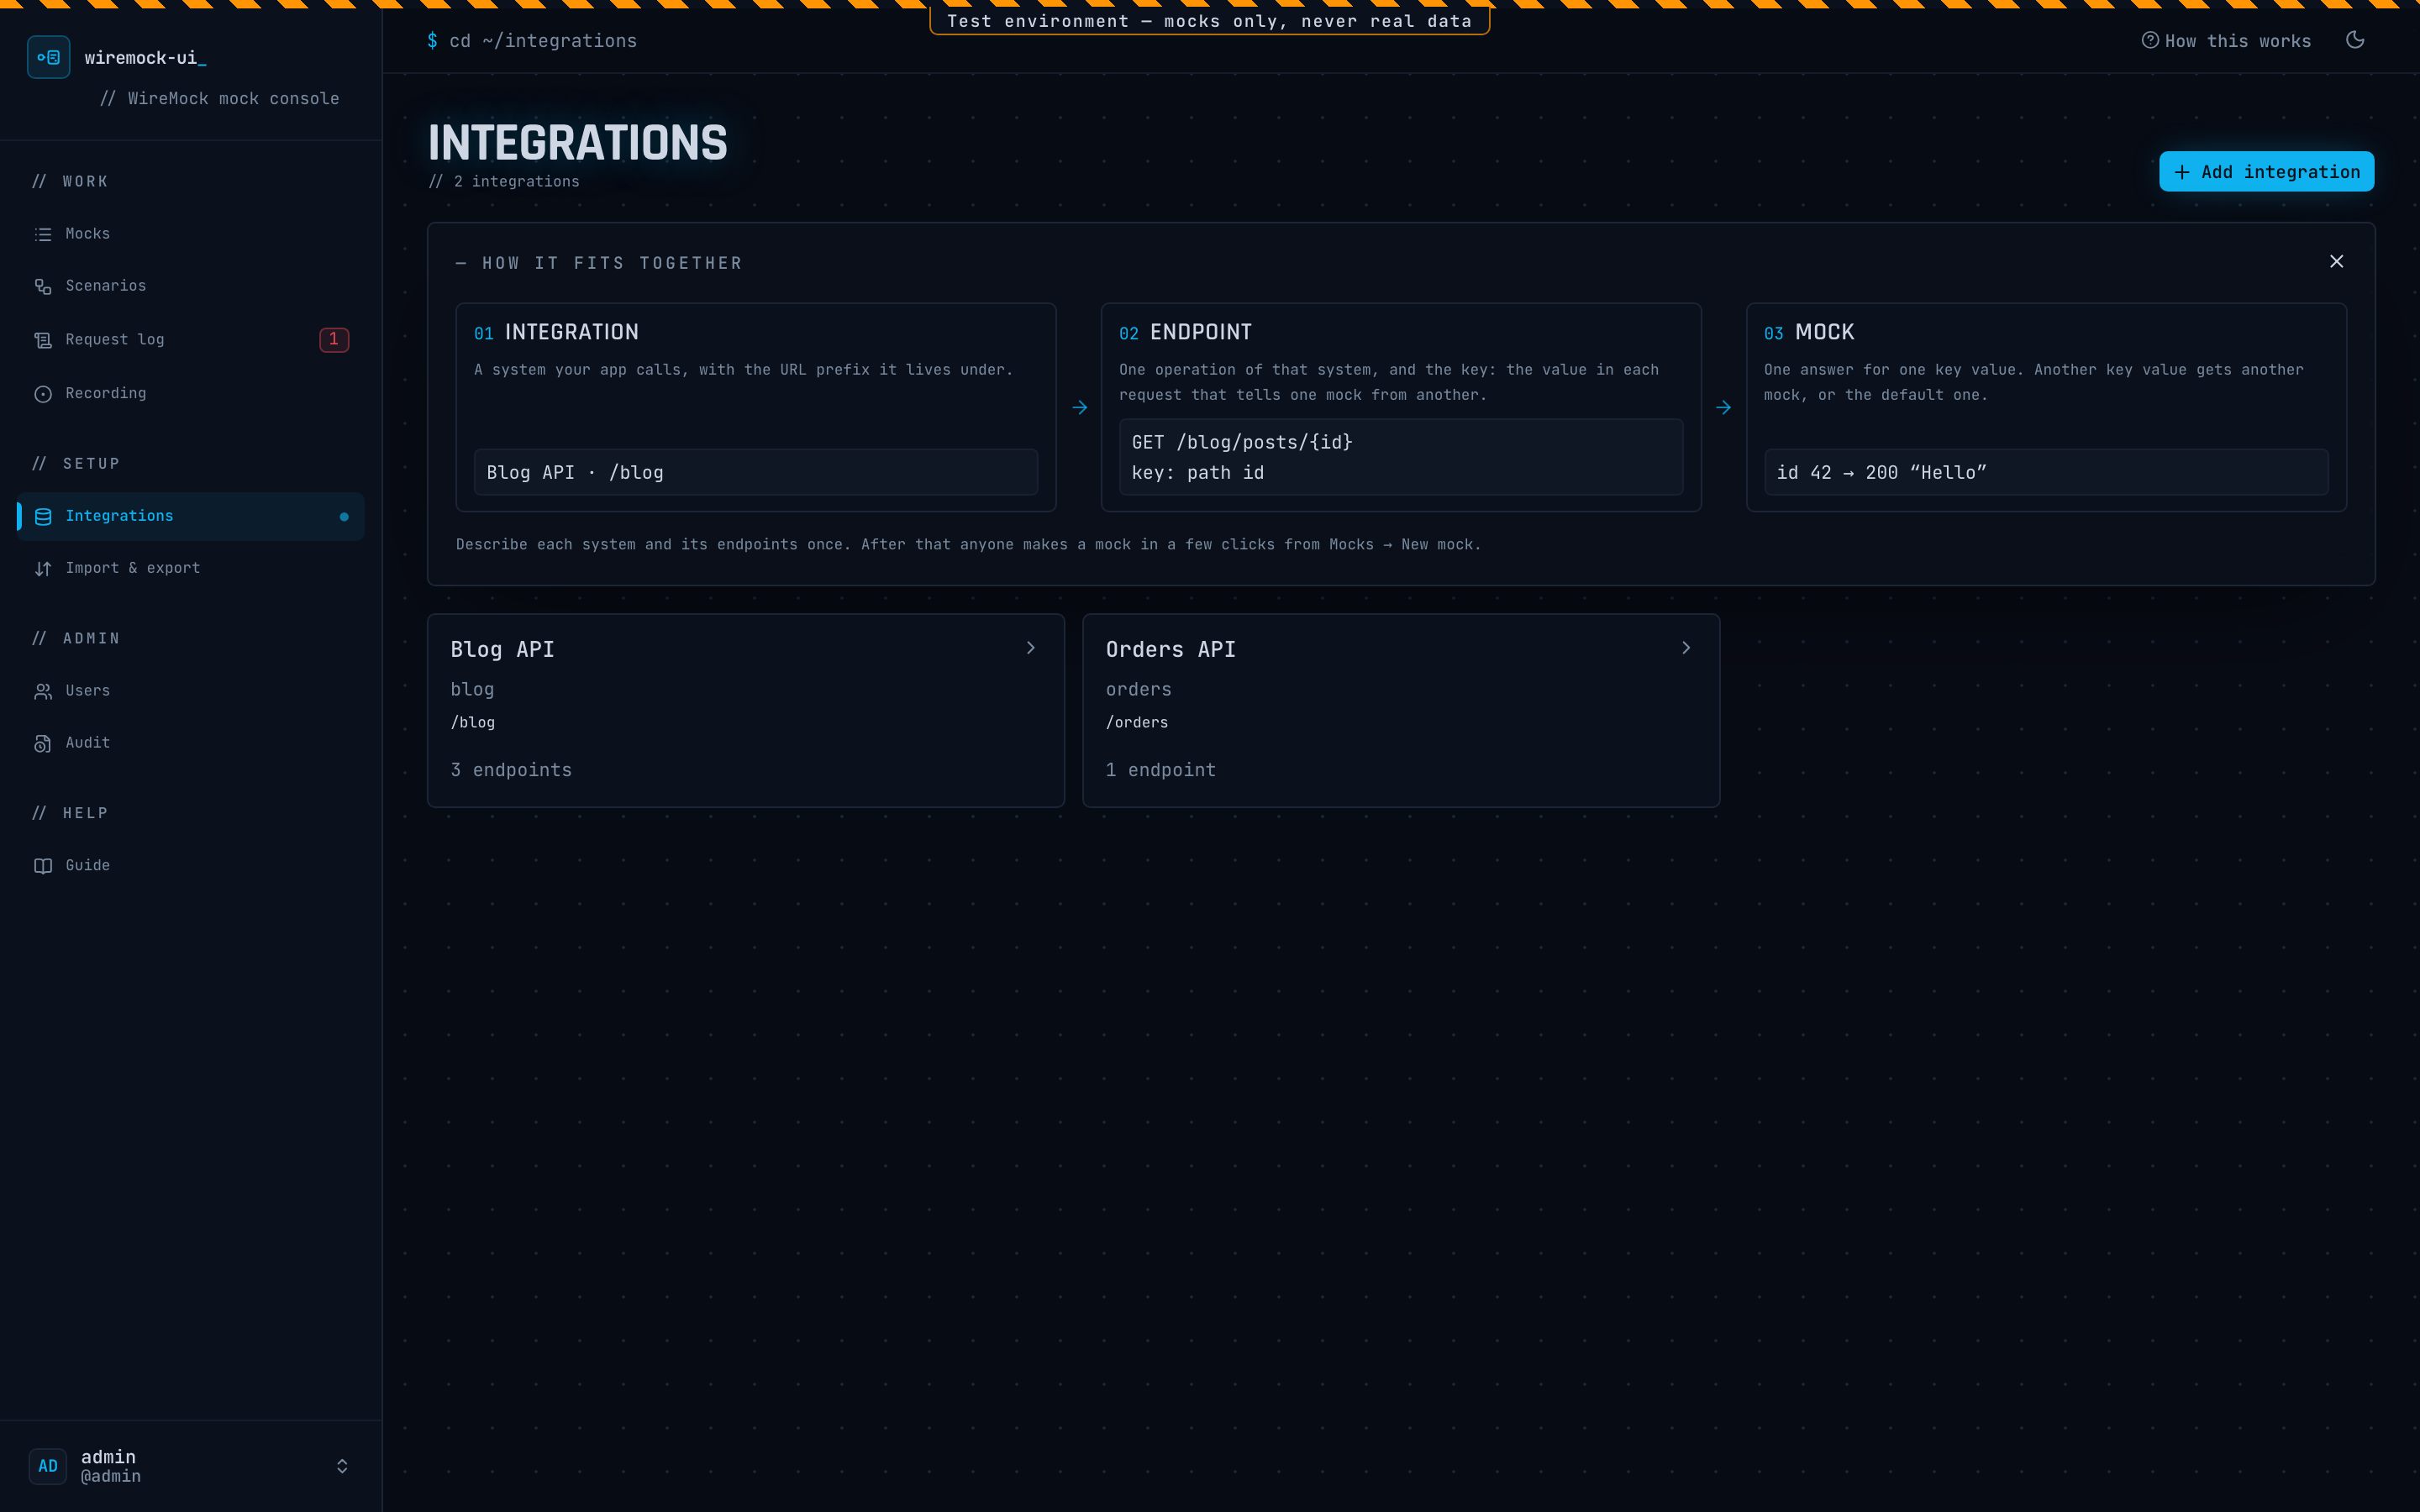 Test environment — mocks only, never real data
wiremock-ui_
// WireMock mock console
// WORK
Mocks
Scenarios
Request log
1
Recording
// SETUP
Integrations
Import & export
// ADMIN
Users
Audit
// HELP
Guide
AD
admin
@admin
$ cd ~/integrations
How this works
INTEGRATIONS
// 2 integrations
+ Add integration
— HOW IT FITS TOGETHER
01 INTEGRATION
A system your app calls, with the URL prefix it lives under.
Blog API · /blog
→
02 ENDPOINT
One operation of that system, and the key: the value in each
request that tells one mock from another.
GET /blog/posts/{id}
key: path id
→
03 MOCK
One answer for one key value. Another key value gets another
mock, or the default one.
id 42 → 200 “Hello”
Describe each system and its endpoints once. After that anyone makes a mock in a few clicks from Mocks → New mock.
Blog API
blog
/blog
3 endpoints
Orders API
orders
/orders
1 endpoint